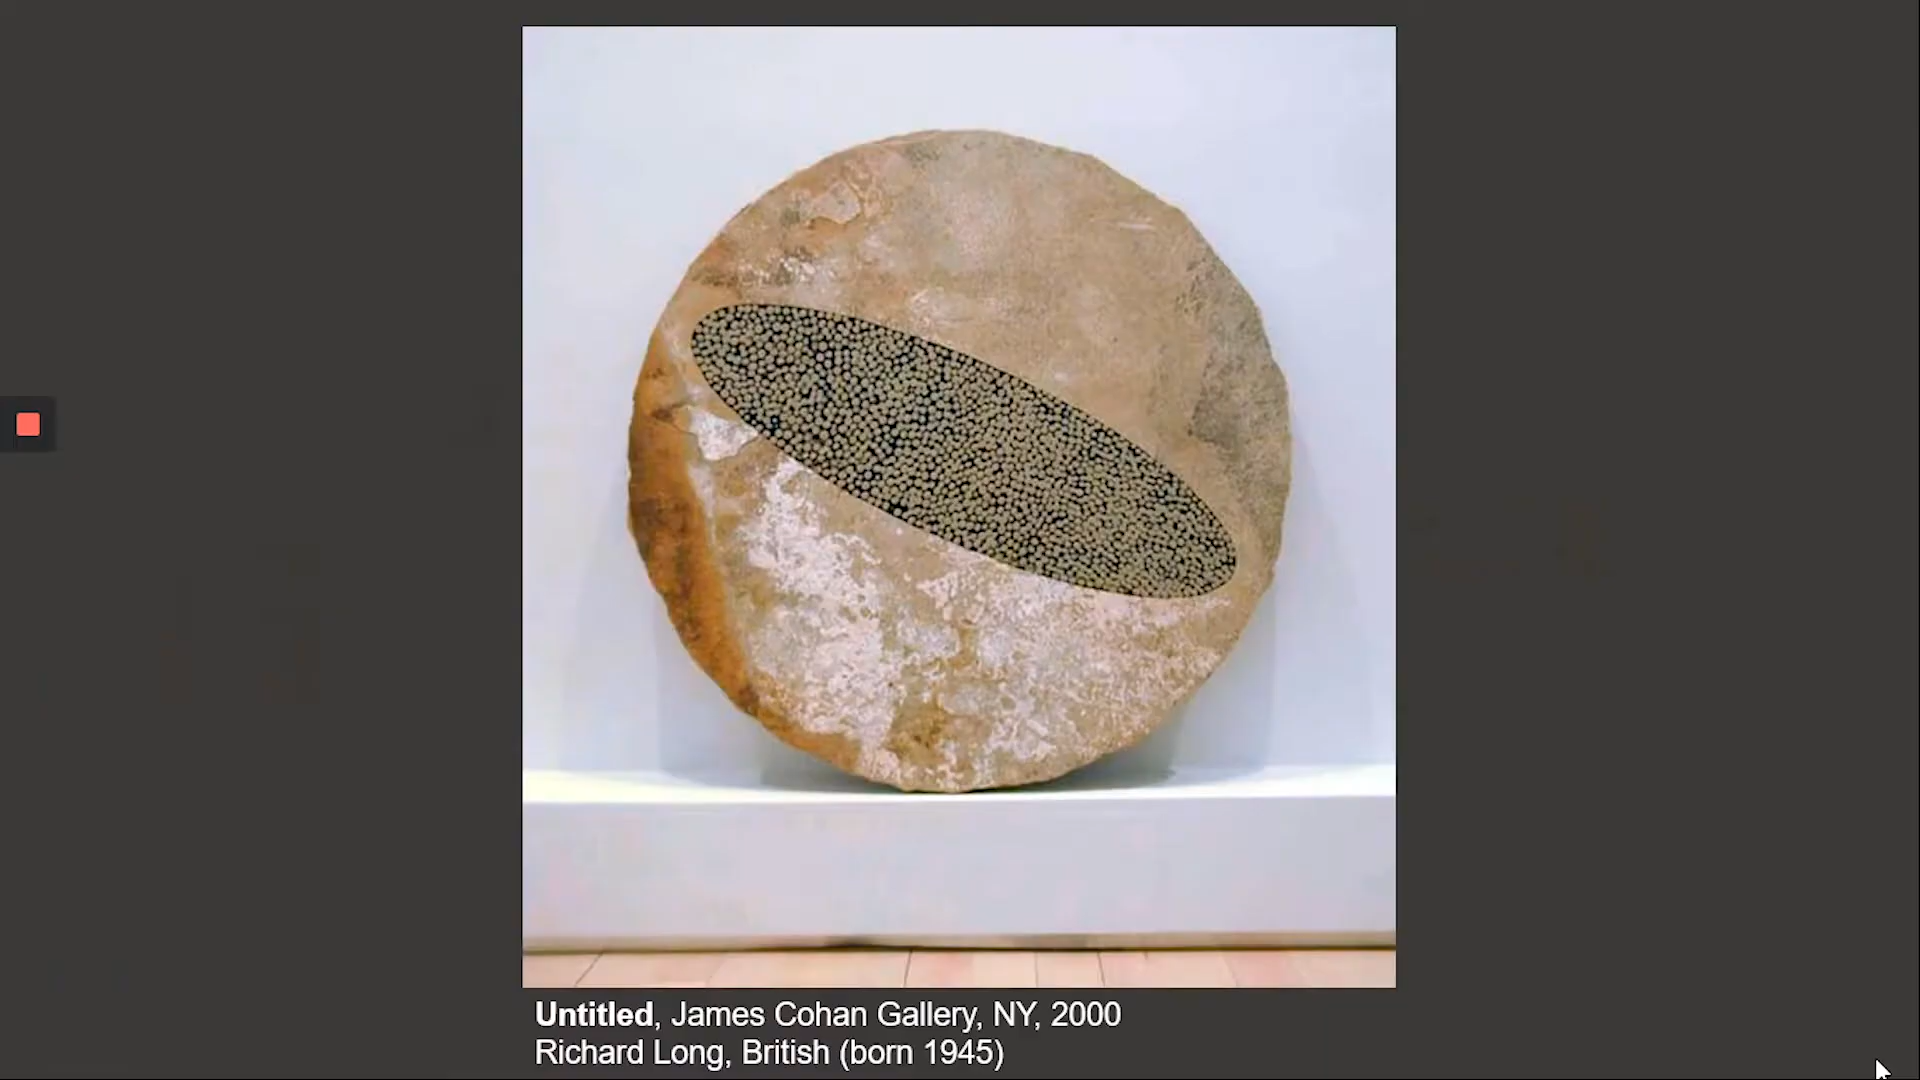 Untitled, James Cohan Gallery, NY, 2000
Richard Long, British (born 1945)